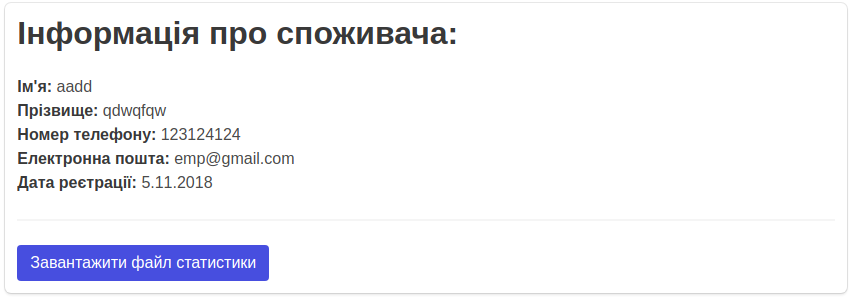 Інформація про споживача:
Ім'я: aadd
Прізвище: qdwqfqw
Номер телефону: 123124124
Електронна пошта: emp@gmail.com
Дата реєтрації: 5.11.2018
Завантажити файл статистики